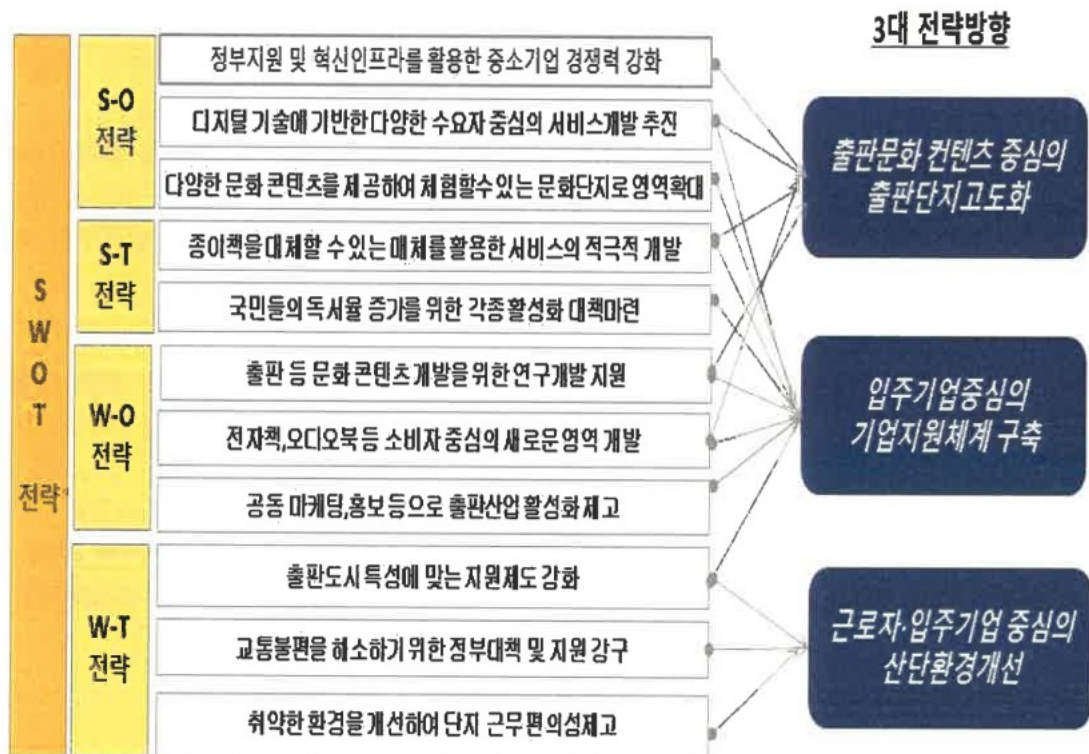 3대 전략방향
SWOT
전략
S-O
전략
정부지원 및 혁신인프라를 활용한 중소기업 경쟁력 강화
디지털 기술에 기반한 다양한 수요자 중심의 서비스개발 추진
다양한 문화 콘텐츠를 제공하여 체험할수 있는 문화단지로 영역확대
S-T
전략
종이책을 대체할 수 있는 매체를 활용한 서비스의 적극적 개발
국민들의 독서율 증가를 위한 각종 활성화 대책마련
W-O
전략
출판 등 문화 콘텐츠 개발을 위한 연구개발 지원
전자책,오디오북 등 소비자 중심의 새로운 영역 개발
공동 마케팅,홍보등으로 출판산업 활성화 제고
W-T
전략
출판도시 특성에 맞는 지원제도 강화
교통불편을 해소하기 위한 정부대책 및 지원 강구
취약한 환경을 개선하여 단지 근무 편의성제고
출판문화 컨텐츠 중심의
출판단지고도화
입주기업중심의
기업지원체계 구축
근로자·입주기업 중심의
산단환경개선